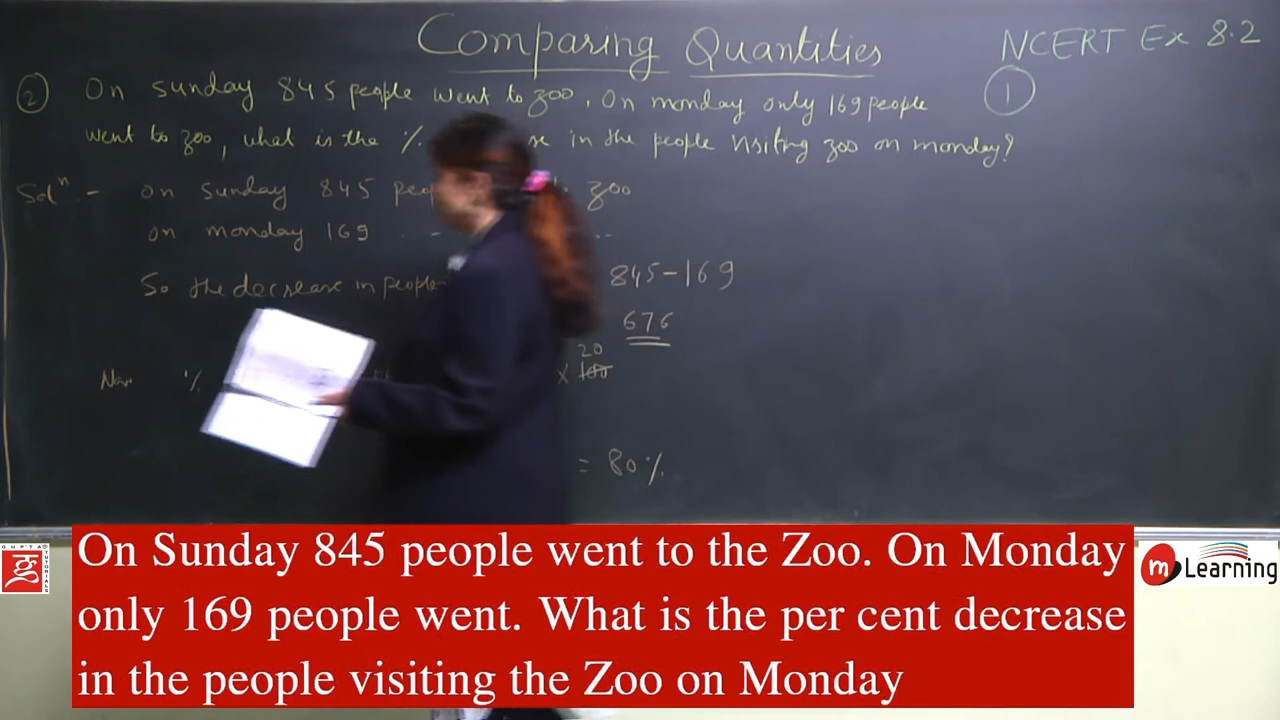 Comparing Quantities
NCERT Ex 8.2
1
2 On sunday 845 people went to zoo. On monday only 169 people
went to zoo, what is the % se in the people visiting zoo on monday?
Solⁿ - on sunday 845 zoo
on monday 169 .. - ..
So the decrease in people 845-169
676
20
Now % × 100
= 80%
On Sunday 845 people went to the Zoo. On Monday
only 169 people went. What is the per cent decrease
in the people visiting the Zoo on Monday
GUPTA
TUTORIALS
m Learning